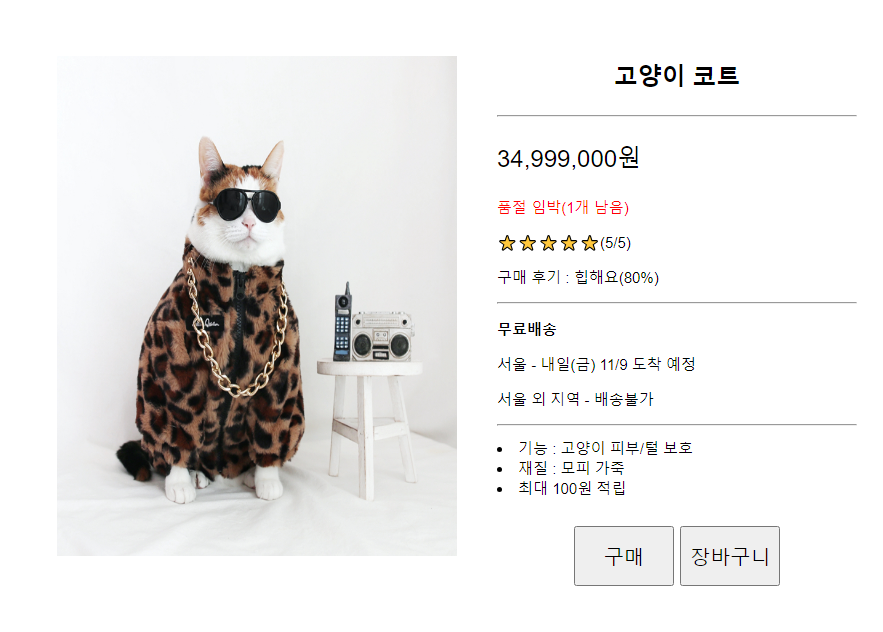 고양이 코트
34,999,000원
품절 임박(1개 남음)
(5/5)
구매 후기 : 힙해요(80%)
무료배송
서울 - 내일(금) 11/9 도착 예정
서울 외 지역 - 배송불가
기능 : 고양이 피부/털 보호
재질 : 모피 가죽
최대 100원 적립
구매
장바구니